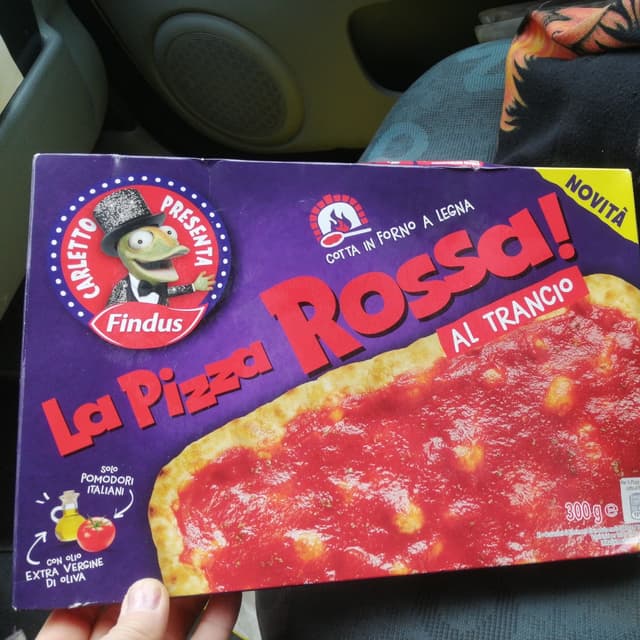 CARLETTO PRESENTA
Findus
COTTA IN FORNO A LEGNA
NOVITÀ
La Pizza Rossa!
AL TRANCIO
SOLO
POMODORI
ITALIANI
CON OLIO
EXTRA VERGINE
DI OLIVA
300 g e